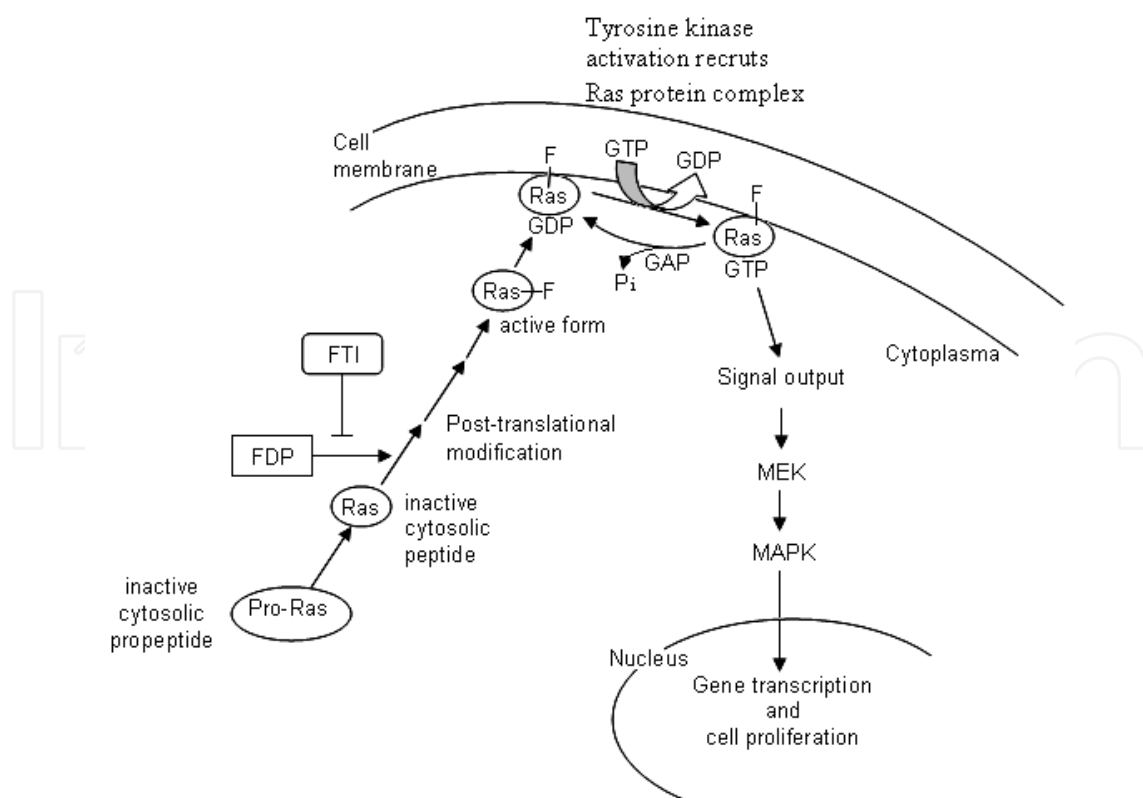 Tyrosine kinase
activation recruts
Ras protein complex
Cell
membrane
F
GTP
GDP
Ras
GDP
F
Ras
GTP
GAP
Pi
Ras
F
active form
Cytoplasma
FTI
Signal output
Post-translational
modification
FDP
MEK
Ras
inactive
cytosolic
peptide
MAPK
inactive
cytosolic
propeptide
Pro-Ras
Nucleus
Gene transcription
and
cell proliferation